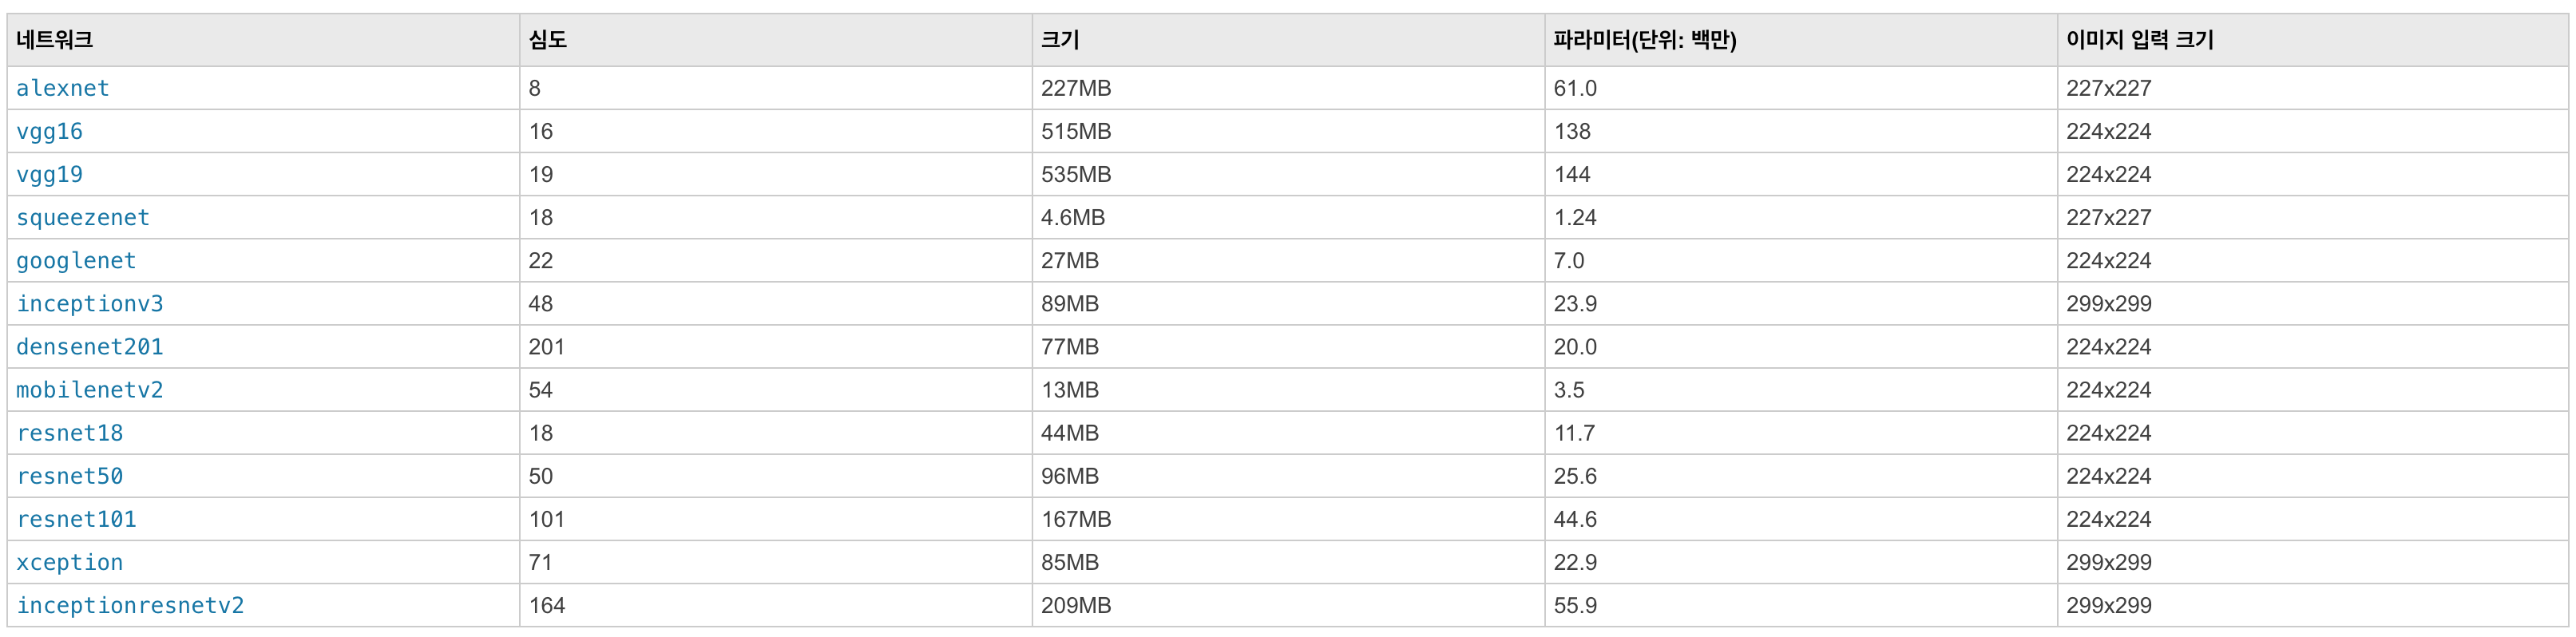 네트워크 심도 크기 파라미터(단위: 백만) 이미지 입력 크기
alexnet 8 227MB 61.0 227x227
vgg16 16 515MB 138 224x224
vgg19 19 535MB 144 224x224
squeezenet 18 4.6MB 1.24 227x227
googlenet 22 27MB 7.0 224x224
inceptionv3 48 89MB 23.9 299x299
densenet201 201 77MB 20.0 224x224
mobilenetv2 54 13MB 3.5 224x224
resnet18 18 44MB 11.7 224x224
resnet50 50 96MB 25.6 224x224
resnet101 101 167MB 44.6 224x224
xception 71 85MB 22.9 299x299
inceptionresnetv2 164 209MB 55.9 299x299